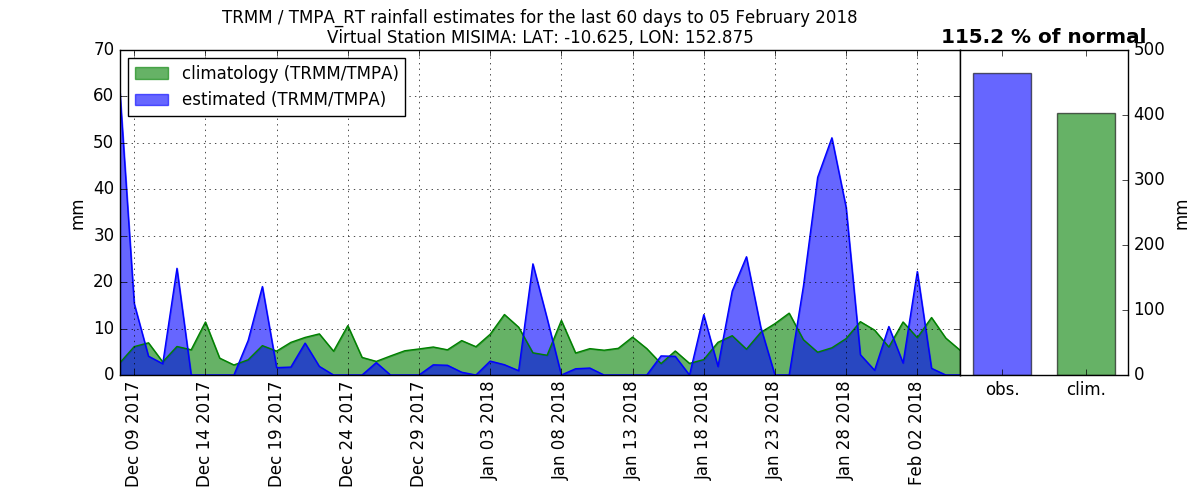 TRMM / TMPA_RT rainfall estimates for the last 60 days to 05 February 2018
Virtual Station MISIMA: LAT: -10.625, LON: 152.875
115.2 % of normal
climatology (TRMM/TMPA)
estimated (TRMM/TMPA)
70
60
50
40
30
20
10
0
mm
Dec 09 2017
Dec 14 2017
Dec 19 2017
Dec 24 2017
Dec 29 2017
Jan 03 2018
Jan 08 2018
Jan 13 2018
Jan 18 2018
Jan 23 2018
Jan 28 2018
Feb 02 2018
obs.
clim.
500
400
300
200
100
0
mm